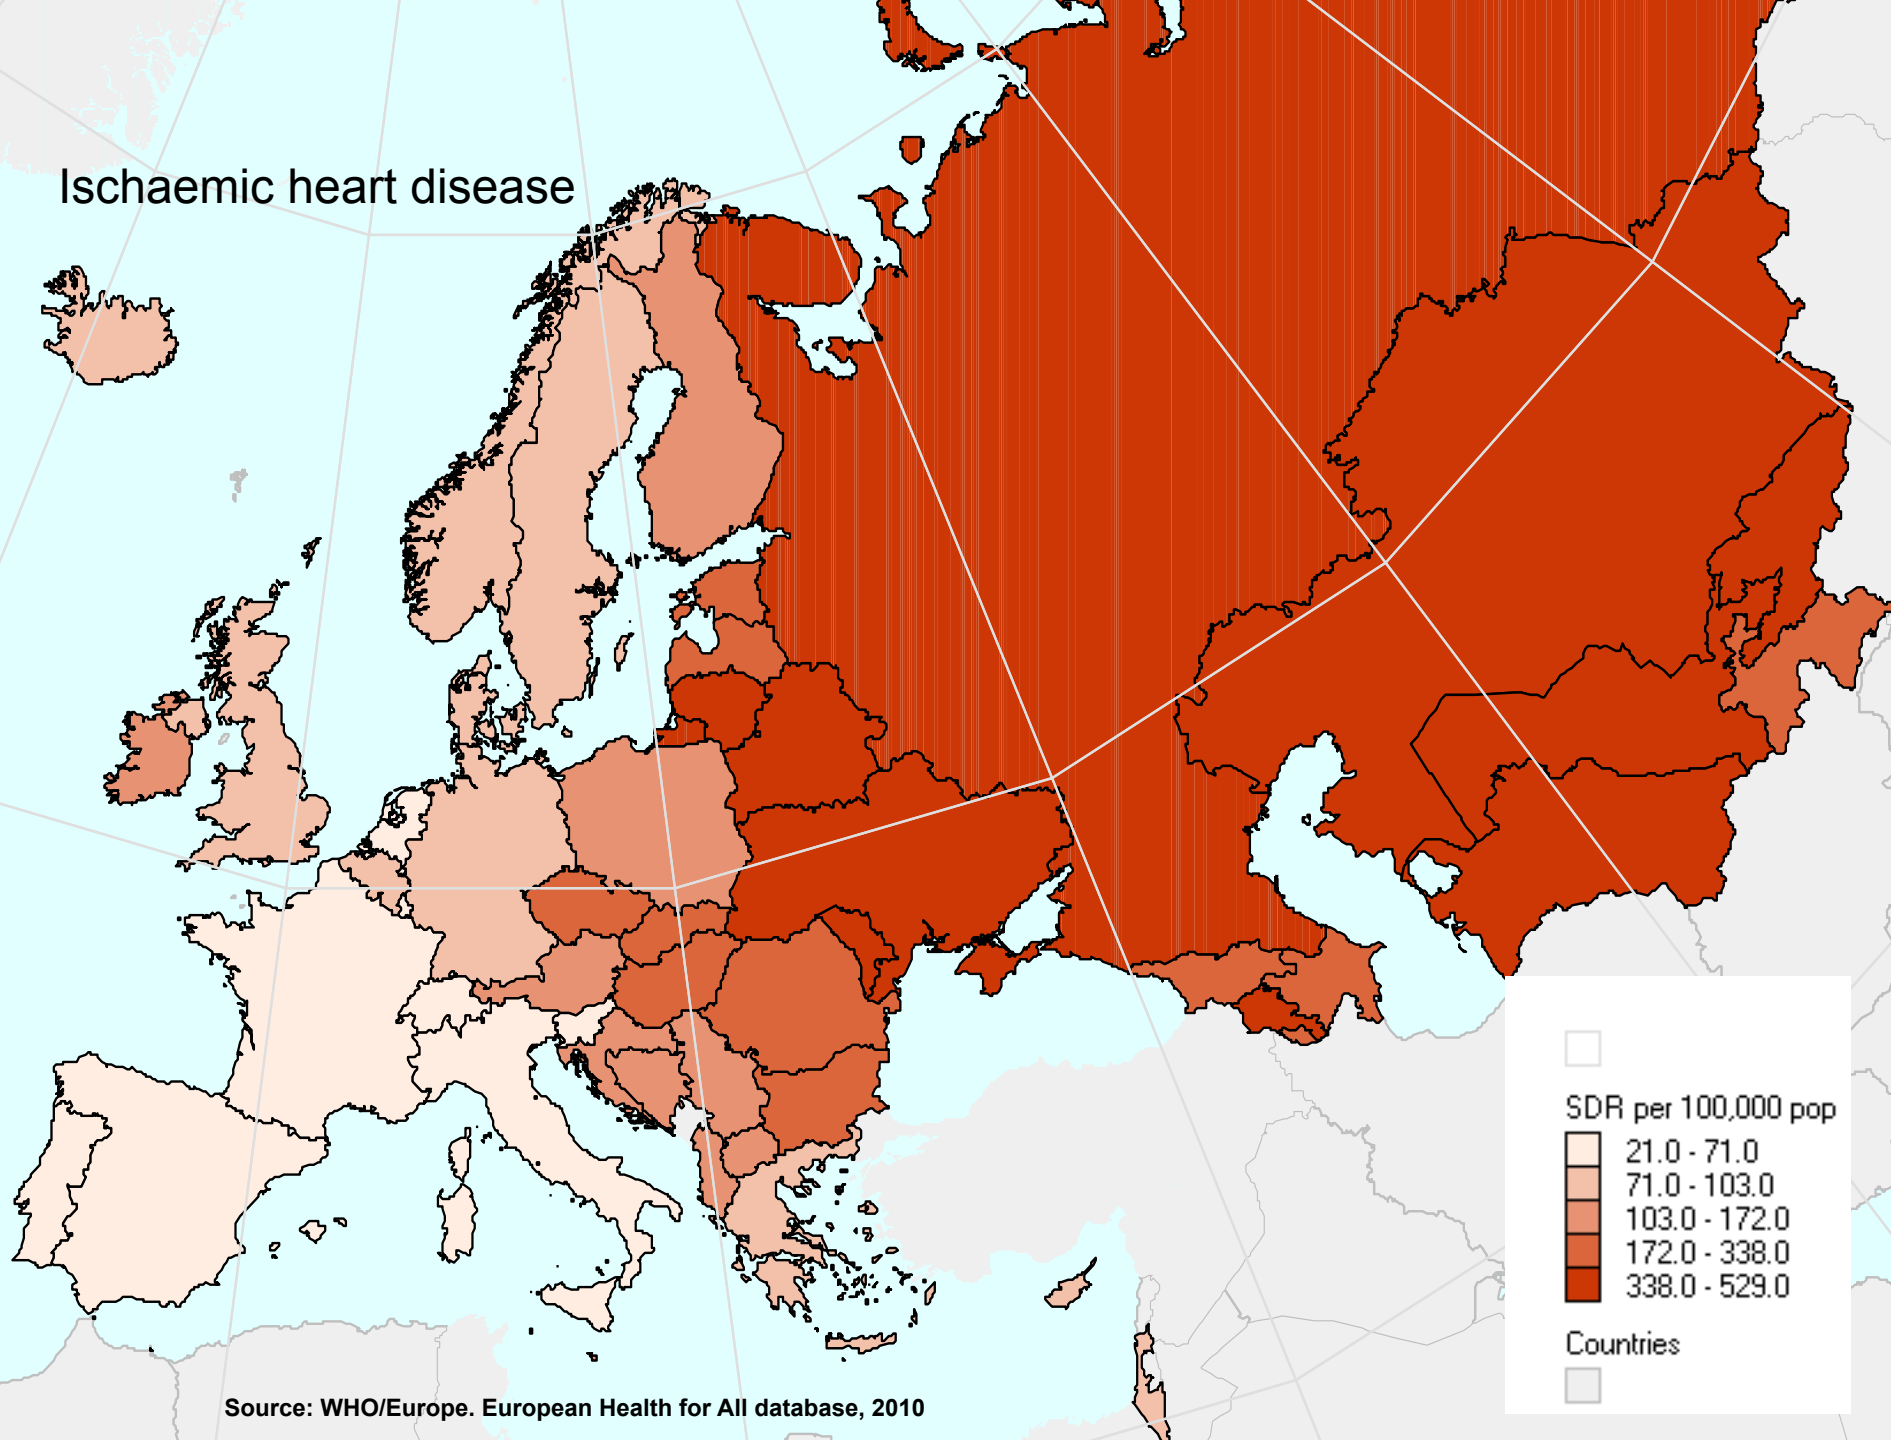 Ischaemic heart disease
SDR per 100,000 pop
21.0 - 71.0
71.0 - 103.0
103.0 - 172.0
172.0 - 338.0
338.0 - 529.0
Countries
Source: WHO/Europe. European Health for All database, 2010